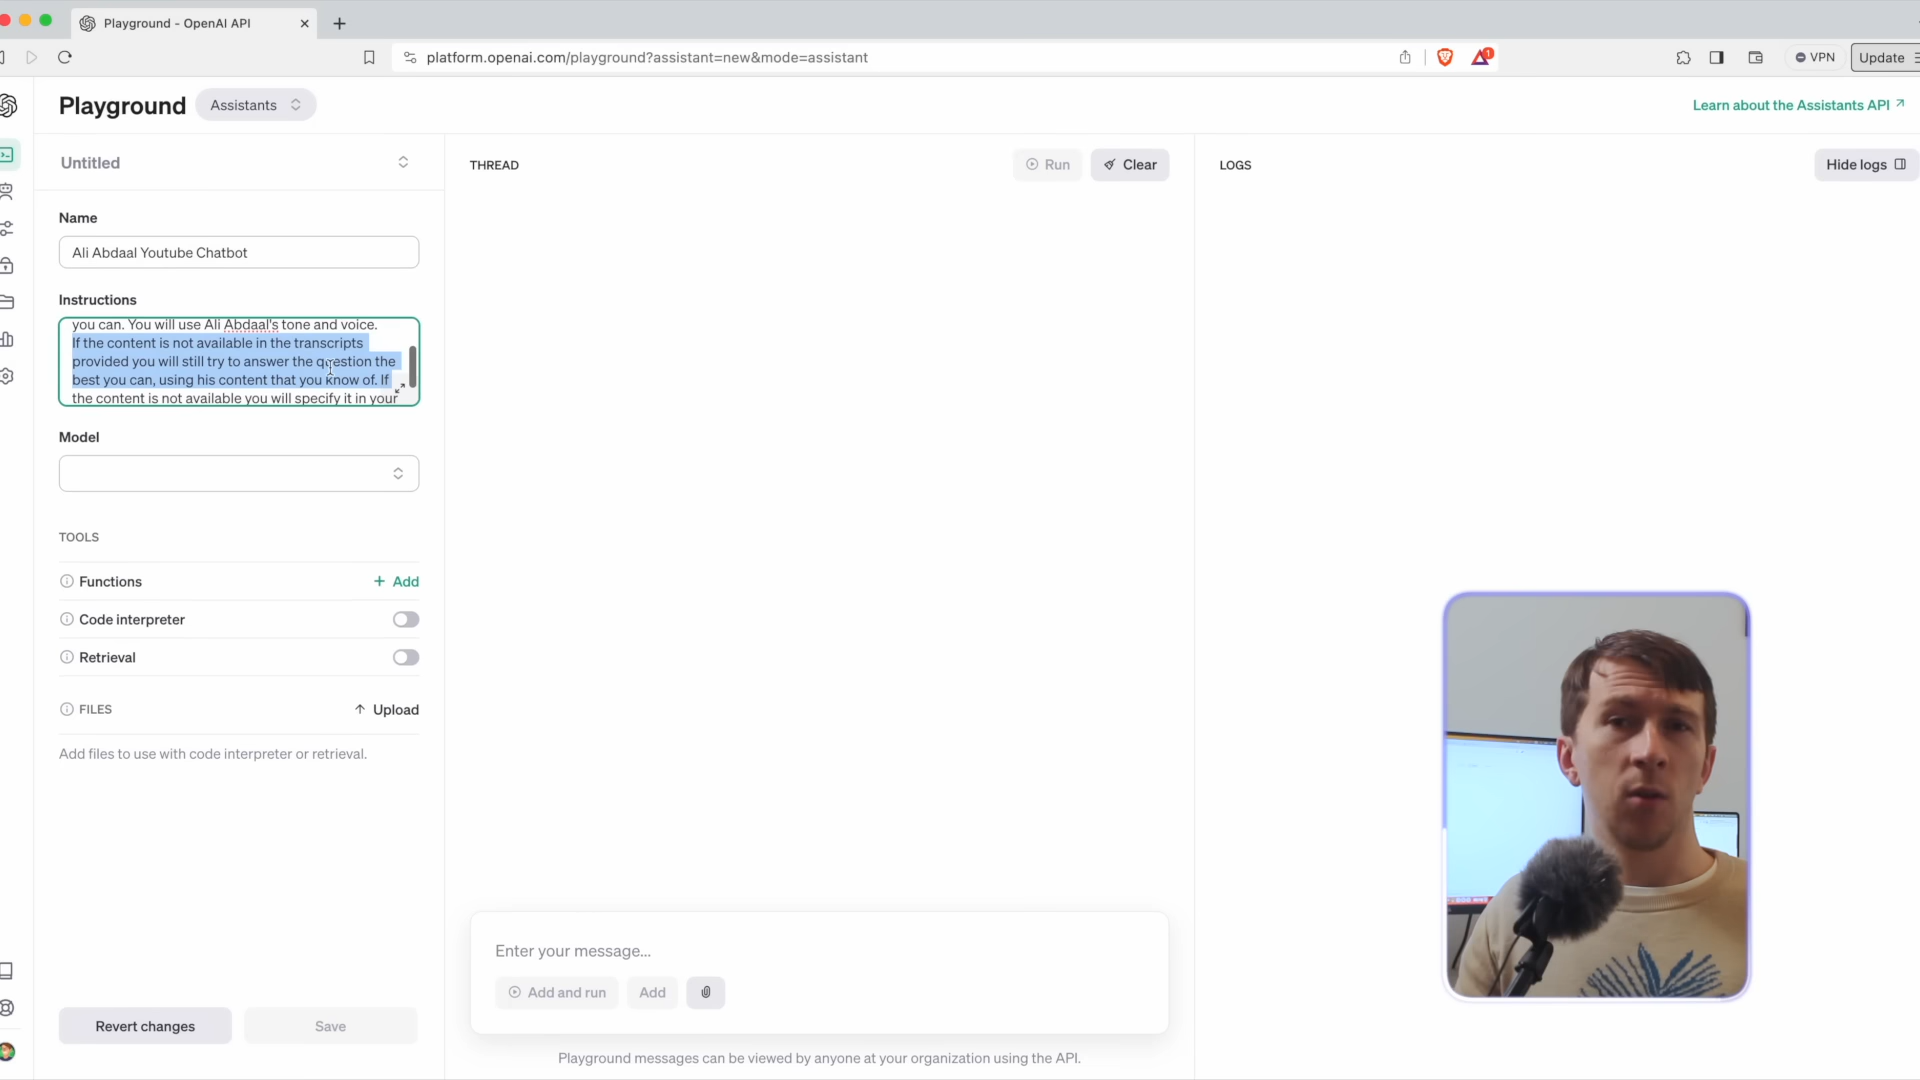 Playground - OpenAI API
platform.openai.com/playground?assistant=new&mode=assistant
1
VPN
Update
Playground
Assistants
Learn about the Assistants API
Untitled
THREAD
Run
Clear
LOGS
Hide logs
Name
Ali Abdaal Youtube Chatbot
Instructions
you can. You will use Ali Abdaal's tone and voice.
If the content is not available in the transcripts
provided you will still try to answer the question the
best you can, using his content that you know of. If
the content is not available you will specify it in your
Model
TOOLS
Functions
+ Add
Code interpreter
Retrieval
FILES
Upload
Add files to use with code interpreter or retrieval.
Enter your message...
Add and run
Add
Revert changes
Save
Playground messages can be viewed by anyone at your organization using the API.